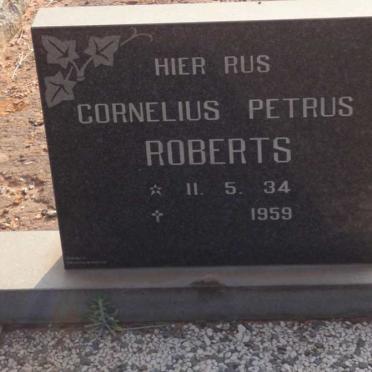 HIER RUS
CORNELIUS PETRUS
ROBERTS
☆ 11. 5. 34
✝ 1959